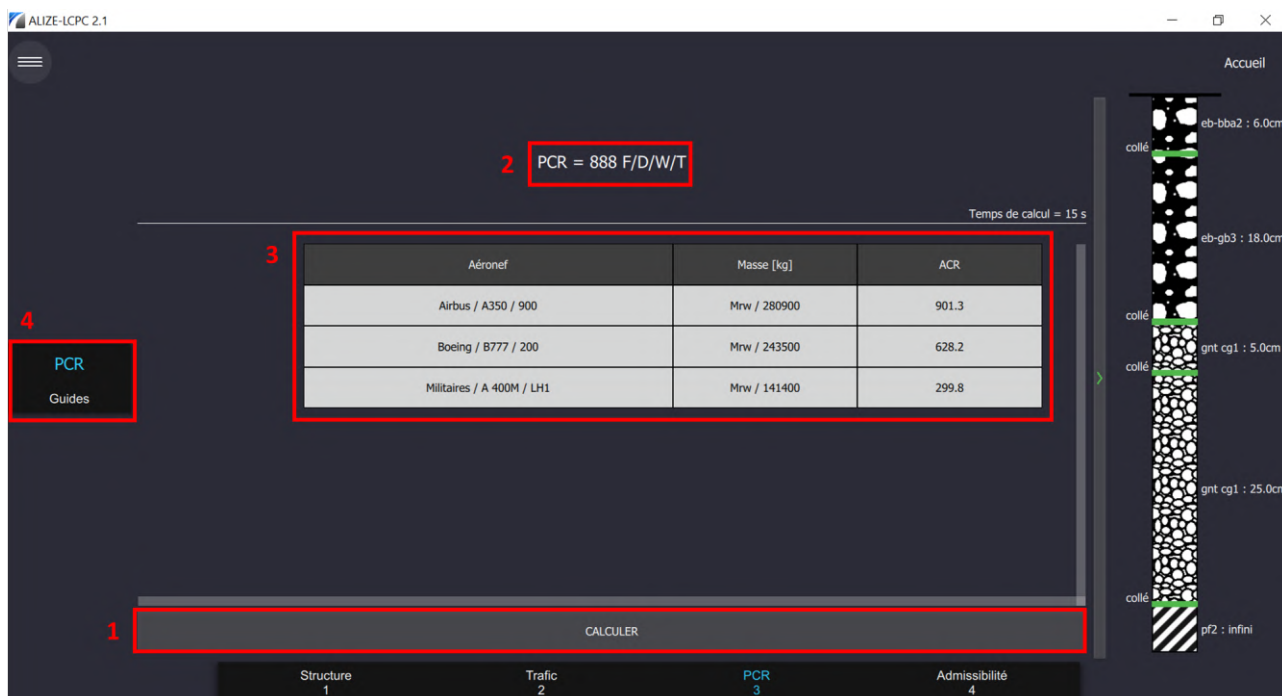 ALIZE-LCPC 2.1
Accueil
PCR = 888 F/D/W/T
2
Temps de calcul = 15 s
3
Aéronef Masse [kg] ACR
Airbus / A350 / 900 Mrw / 280900 901.3
Boeing / B777 / 200 Mrw / 243500 628.2
Militaires / A 400M / LH1 Mrw / 141400 299.8
4
PCR
Guides
1
CALCULER
Structure
1
Trafic
2
PCR
3
Admissibilité
4
eb-bba2 : 6.0cm
collé
eb-gb3 : 18.0cm
collé
gnt cg1 : 5.0cm
collé
gnt cg1 : 25.0cm
collé
pf2 : infini